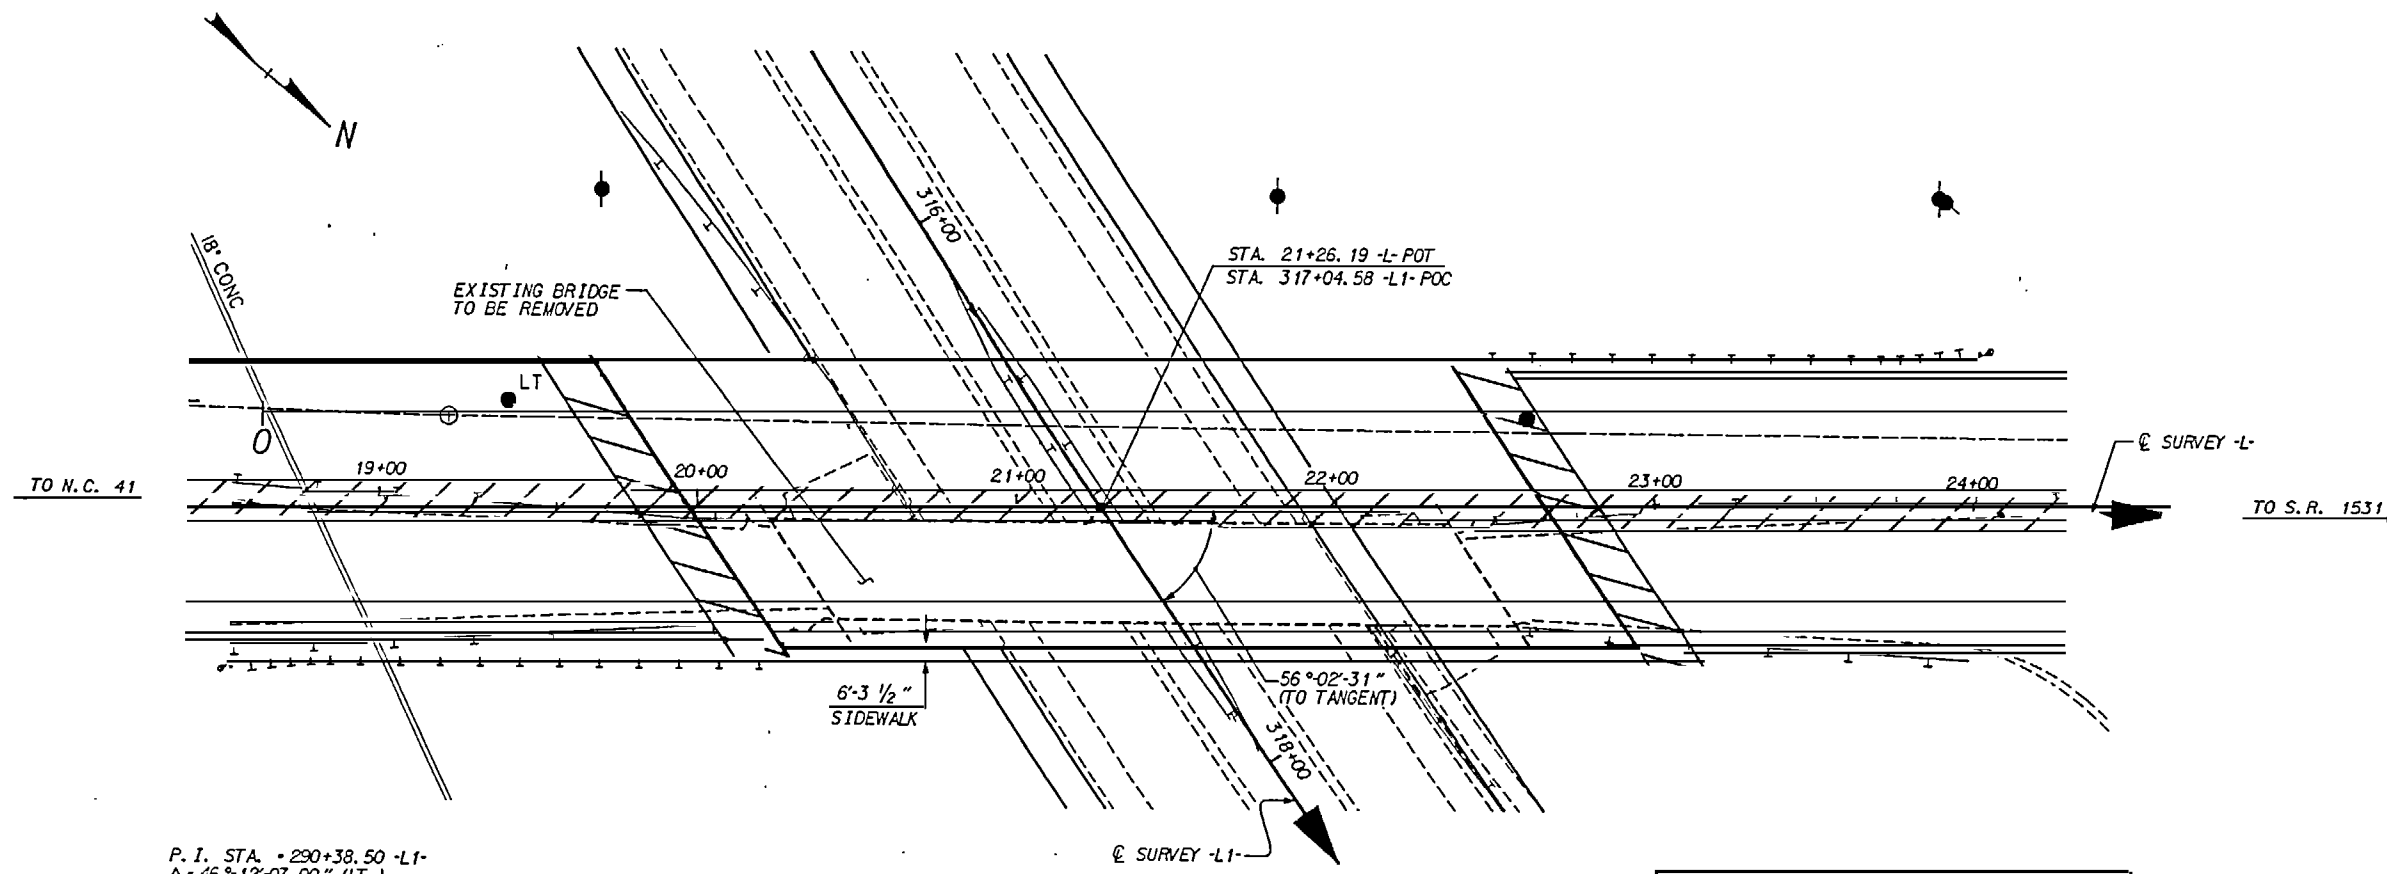 N
316+00
18" CONC
STA. 21+26.19 -L- POT
STA. 317+04.58 -L1- POC
EXISTING BRIDGE
TO BE REMOVED
LT
O
TO N.C. 41
19+00
20+00
21+00
22+00
23+00
24+00
℄ SURVEY -L-
TO S.R. 1531
6'-3 1/2"
SIDEWALK
56°-02'-31"
(TO TANGENT)
318+00
℄ SURVEY -L1-
P. I. STA. = 290+38.50 -L1-